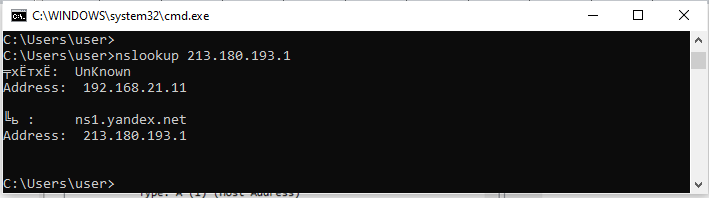 C:\WINDOWS\system32\cmd.exe
C:\Users\user>
C:\Users\user>nslookup 213.180.193.1
╤хЁтхЁ:  UnKnown
Address:  192.168.21.11
╚ь :     ns1.yandex.net
Address:  213.180.193.1
C:\Users\user>
Type: A (1) (Host Address)